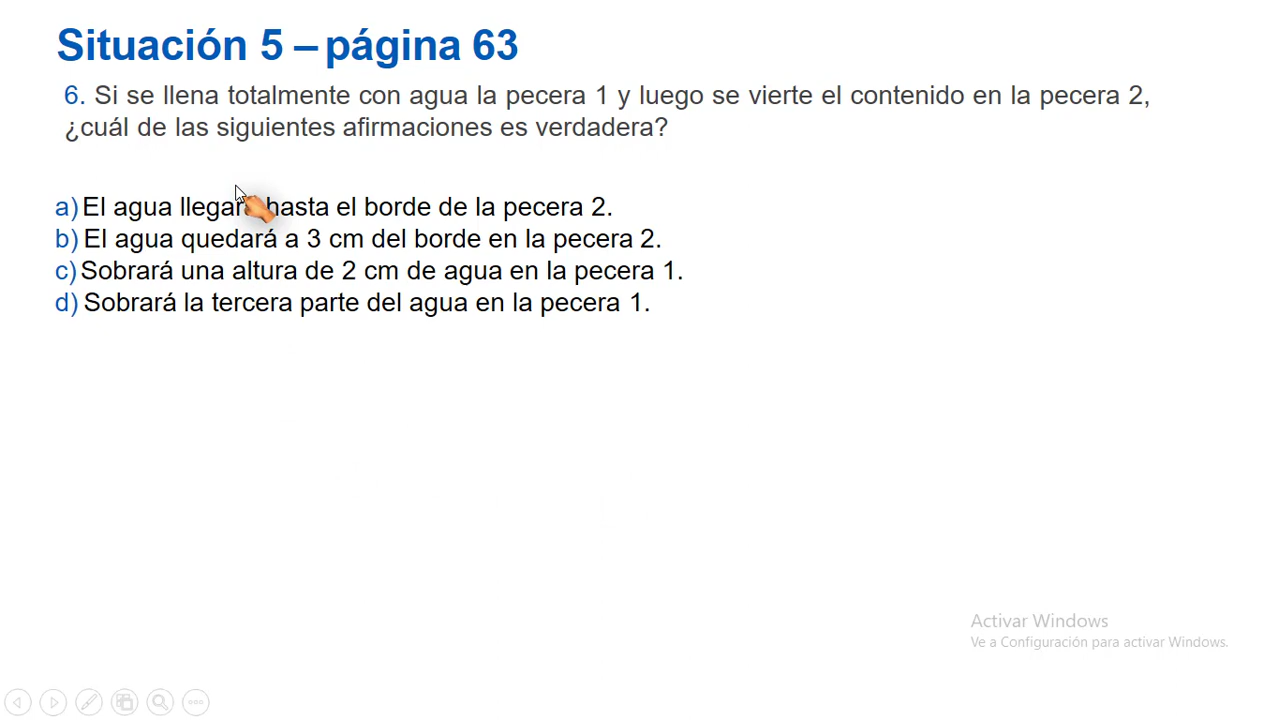 Situación 5 – página 63
6. Si se llena totalmente con agua la pecera 1 y luego se vierte el contenido en la pecera 2,
¿cuál de las siguientes afirmaciones es verdadera?
a) El agua llegará hasta el borde de la pecera 2.
b) El agua quedará a 3 cm del borde en la pecera 2.
c) Sobrará una altura de 2 cm de agua en la pecera 1.
d) Sobrará la tercera parte del agua en la pecera 1.
Activar Windows
Ve a Configuración para activar Windows.